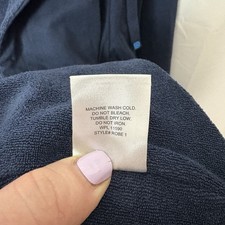 MACHINE WASH COLD.
DO NOT BLEACH.
TUMBLE DRY LOW.
DO NOT IRON.
WPL 11090
STYLE# ROBE 1